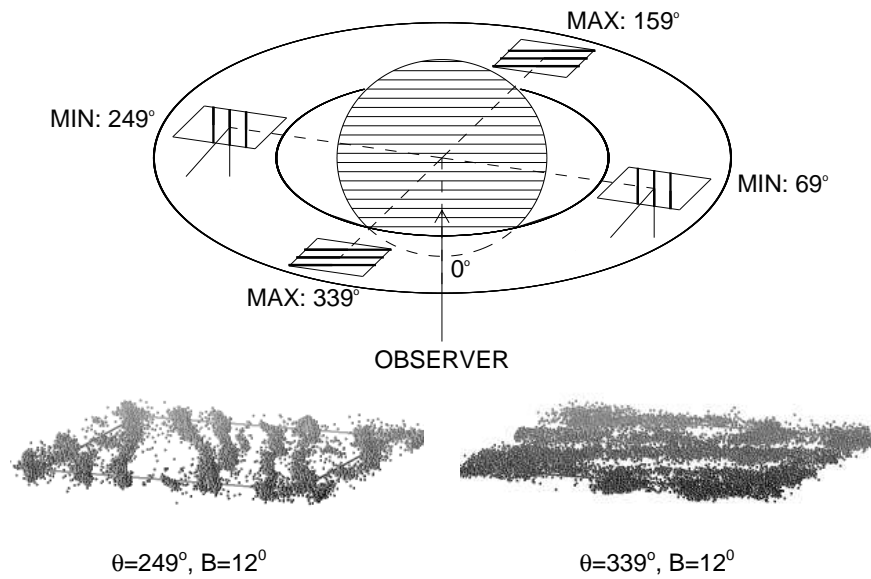 MAX: 159°
MIN: 249°
MIN: 69°
0°
MAX: 339°
OBSERVER
θ=249°, B=12⁰
θ=339°, B=12⁰